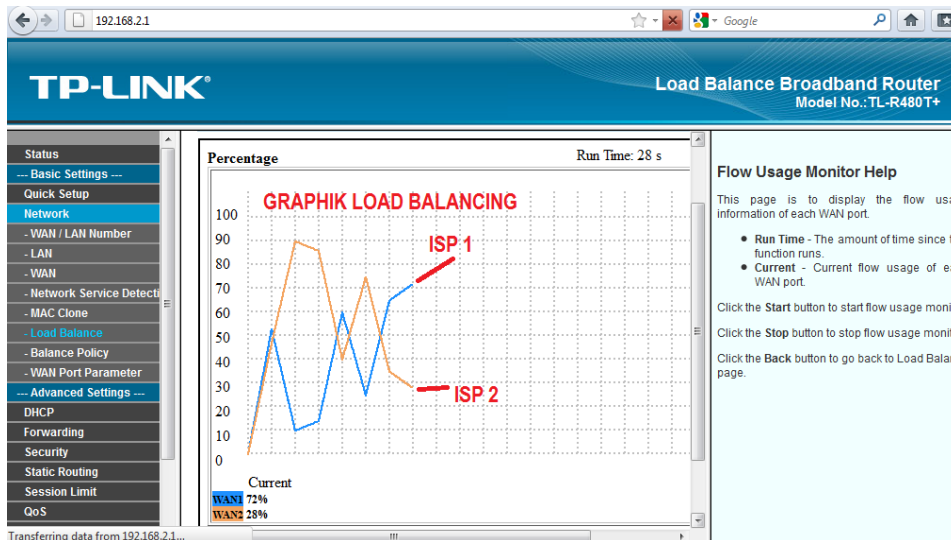 192.168.2.1
Google
TP-LINK®
Load Balance Broadband Router
Model No.:TL-R480T+
Status
--- Basic Settings ---
Quick Setup
Network
- WAN / LAN Number
- LAN
- WAN
- Network Service Detecti
- MAC Clone
- Load Balance
- Balance Policy
- WAN Port Parameter
--- Advanced Settings ---
DHCP
Forwarding
Security
Static Routing
Session Limit
QoS
Transferring data from 192.168.2.1...
Percentage
Run Time: 28 s
GRAPHIK LOAD BALANCING
100
90
80
70
60
50
40
30
20
10
0
ISP 1
ISP 2
Current
WAN1 72%
WAN2 28%
Flow Usage Monitor Help
This page is to display the flow usa
information of each WAN port.
Run Time - The amount of time since
function runs.
Current - Current flow usage of ea
WAN port.
Click the Start button to start flow usage moni
Click the Stop button to stop flow usage monit
Click the Back button to go back to Load Balan
page.